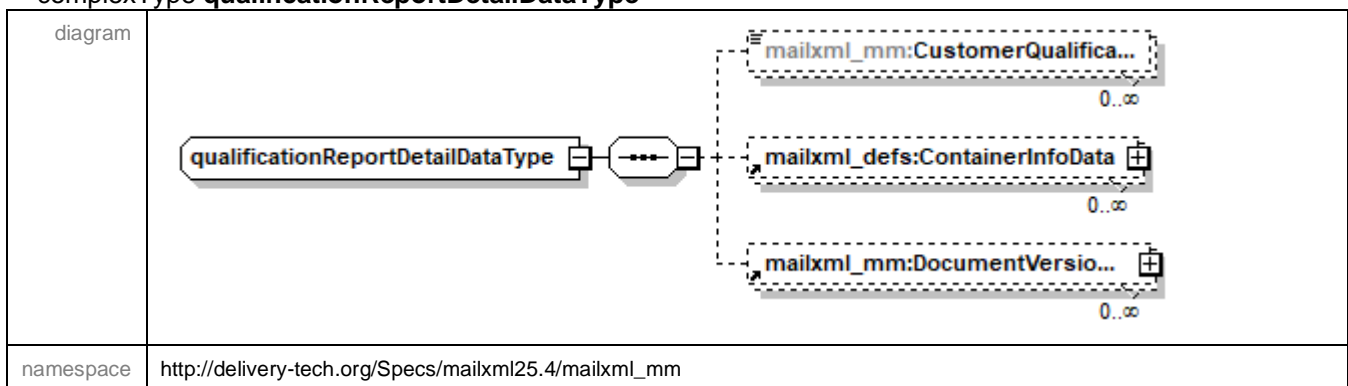 complexType qualificationReportDetailDataType
diagram
mailxml_mm:CustomerQualifica...
0..∞
qualificationReportDetailDataType
mailxml_defs:ContainerInfoData
0..∞
mailxml_mm:DocumentVersio...
0..∞
namespace
http://delivery-tech.org/Specs/mailxml25.4/mailxml_mm